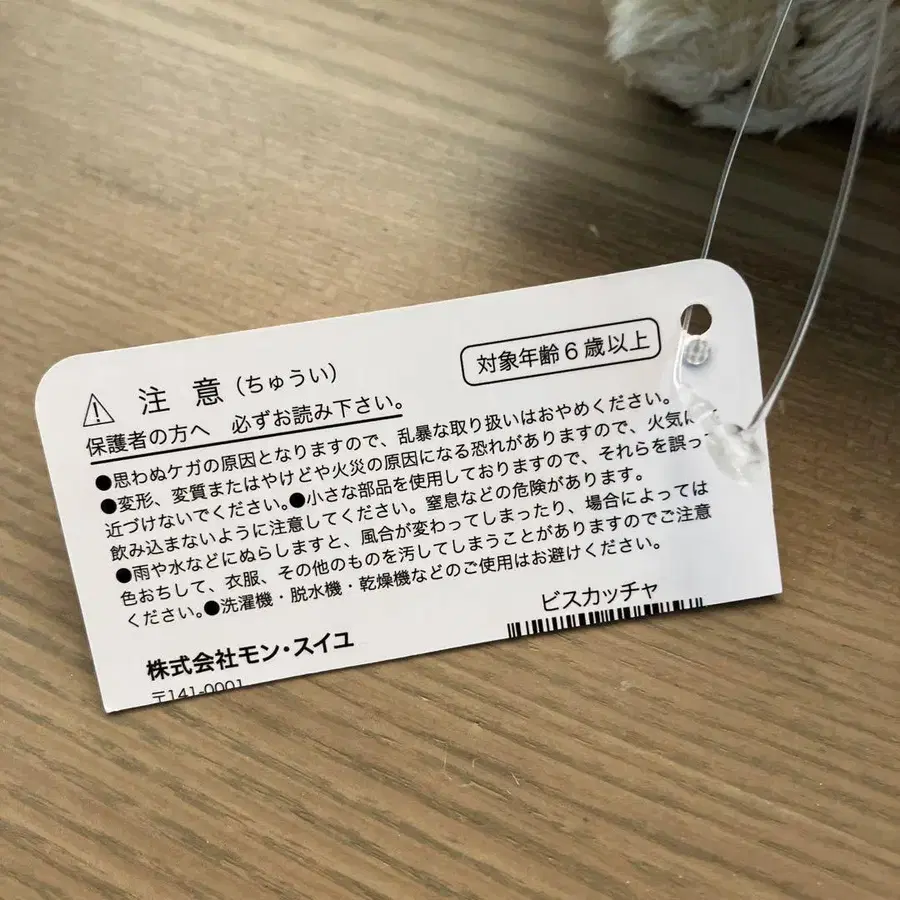 注 意（ちゅうい）
対象年齢6歳以上
保護者の方へ 必ずお読み下さい。
●思わぬケガの原因となりますので、乱暴な取り扱いはおやめください。
●変形、変質またはやけどや火災の原因になる恐れがありますので、火気に
近づけないでください。●小さな部品を使用しておりますので、それらを誤って
飲み込まないように注意してください。窒息などの危険があります。
●雨や水などにぬらしますと、風合が変わってしまったり、場合によっては
色おちして、衣服、その他のものを汚してしまうことがありますのでご注意
ください。●洗濯機・脱水機・乾燥機などのご使用はお避けください。
ビスカッチャ
株式会社モン・スイユ
〒141-0001